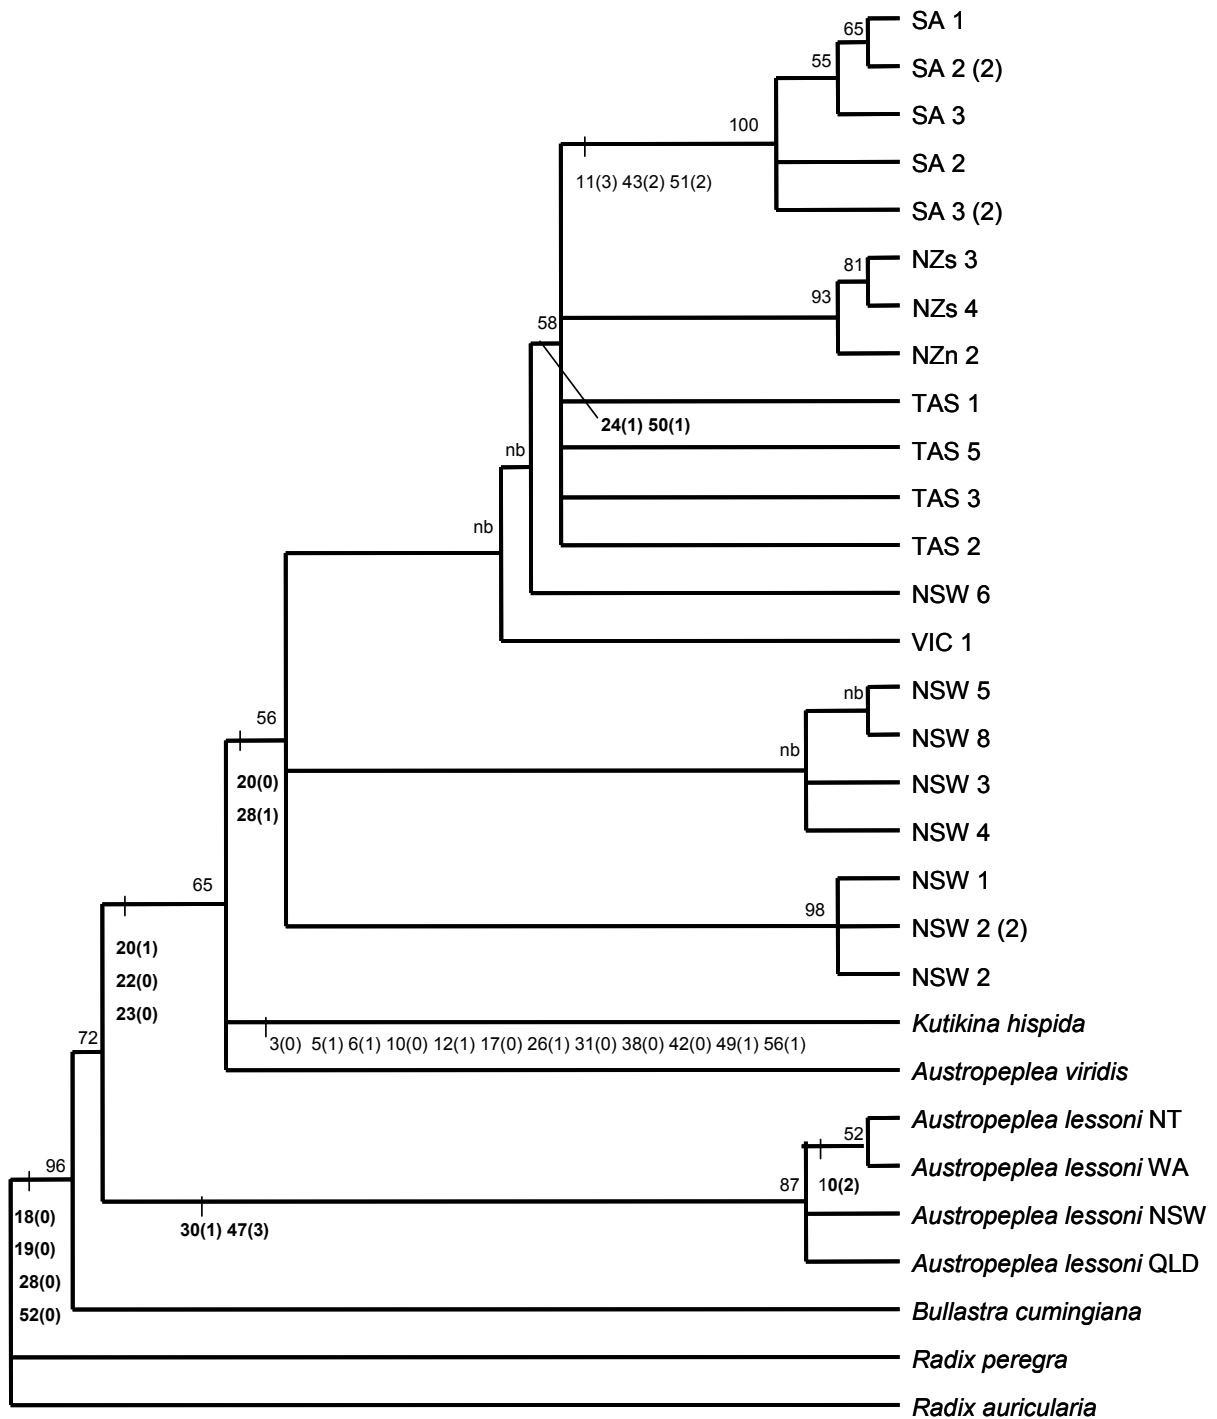 SA 1
65
SA 2 (2)
55
SA 3
100
SA 2
11(3) 43(2) 51(2)
SA 3 (2)
NZs 3
81
93
NZs 4
58
NZn 2
TAS 1
24(1) 50(1)
nb
TAS 5
TAS 3
nb
TAS 2
NSW 6
VIC 1
nb
NSW 5
56
NSW 8
nb
20(0)
NSW 3
28(1)
NSW 4
65
NSW 1
98
NSW 2 (2)
20(1)
22(0)
NSW 2
23(0)
Kutikina hispida
72
3(0) 5(1) 6(1) 10(0) 12(1) 17(0) 26(1) 31(0) 38(0) 42(0) 49(1) 56(1)
Austropeplea viridis
Austropeplea lessoni NT
52
96
Austropeplea lessoni WA
87
10(2)
18(0)
Austropeplea lessoni NSW
30(1) 47(3)
19(0)
Austropeplea lessoni QLD
28(0)
52(0)
Bullastra cumingiana
Radix peregra
Radix auricularia